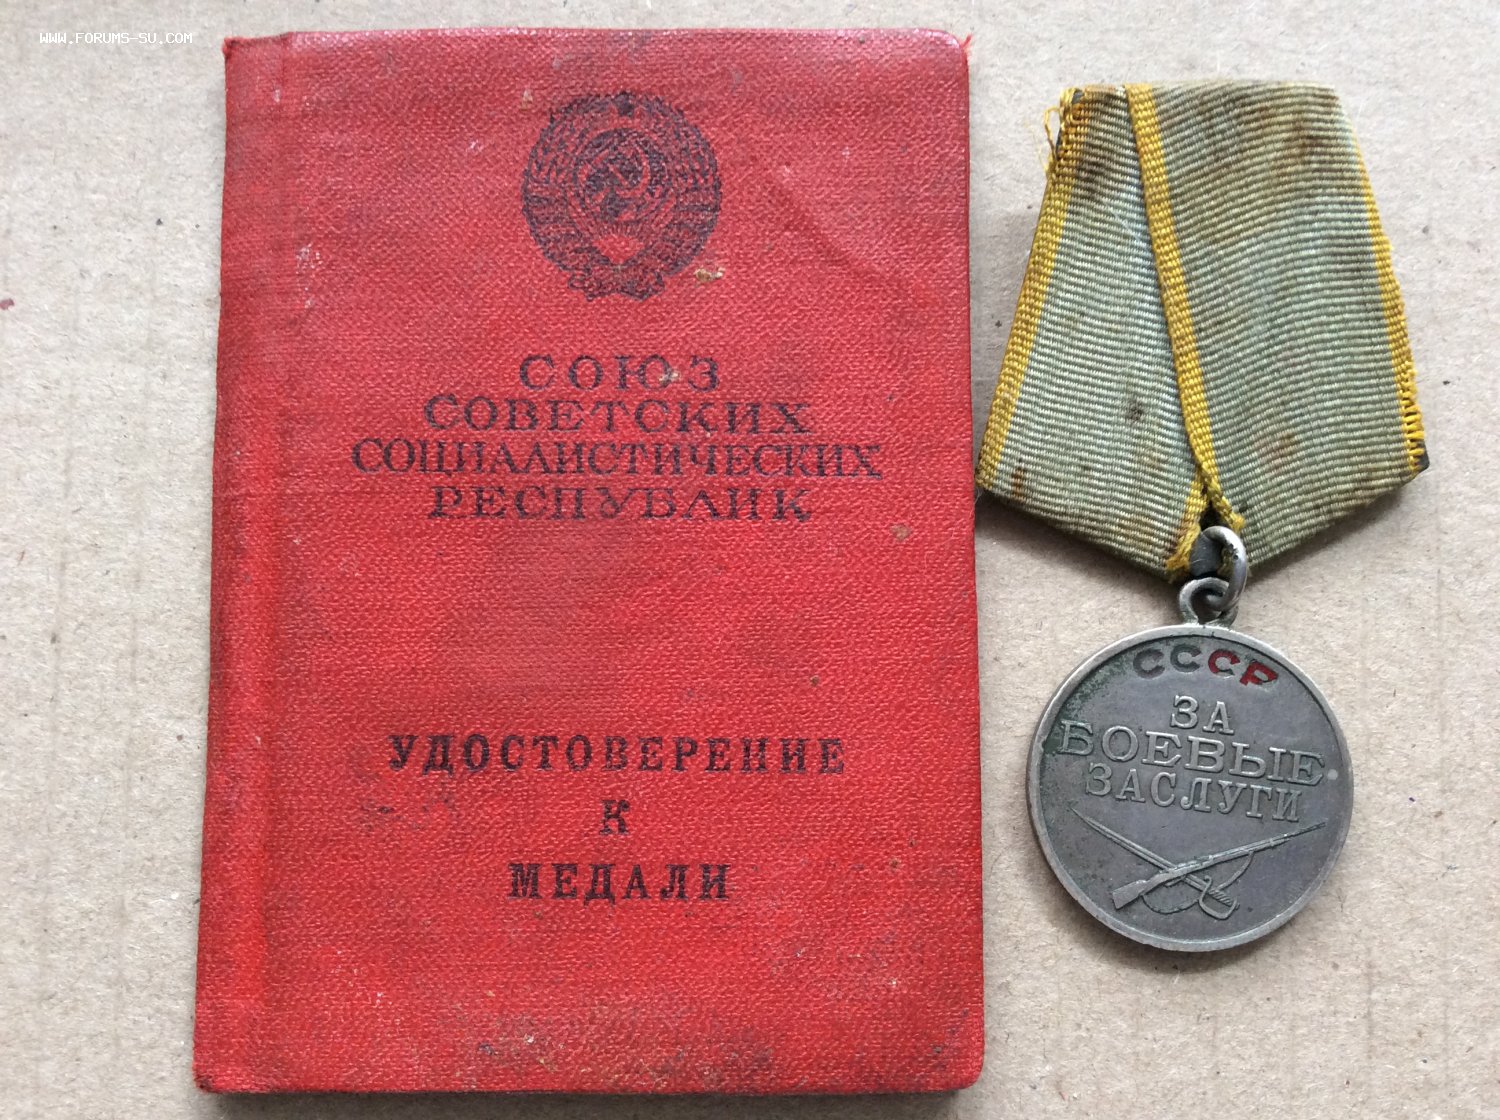 WWW.FORUMS-SU.COM
СОЮЗ
СОВЕТСКИХ
СОЦИАЛИСТИЧЕСКИХ
РЕСПУБЛИК
УДОСТОВЕРЕНИЕ
К
МЕДАЛИ
СССР
ЗА
БОЕВЫЕ
ЗАСЛУГИ